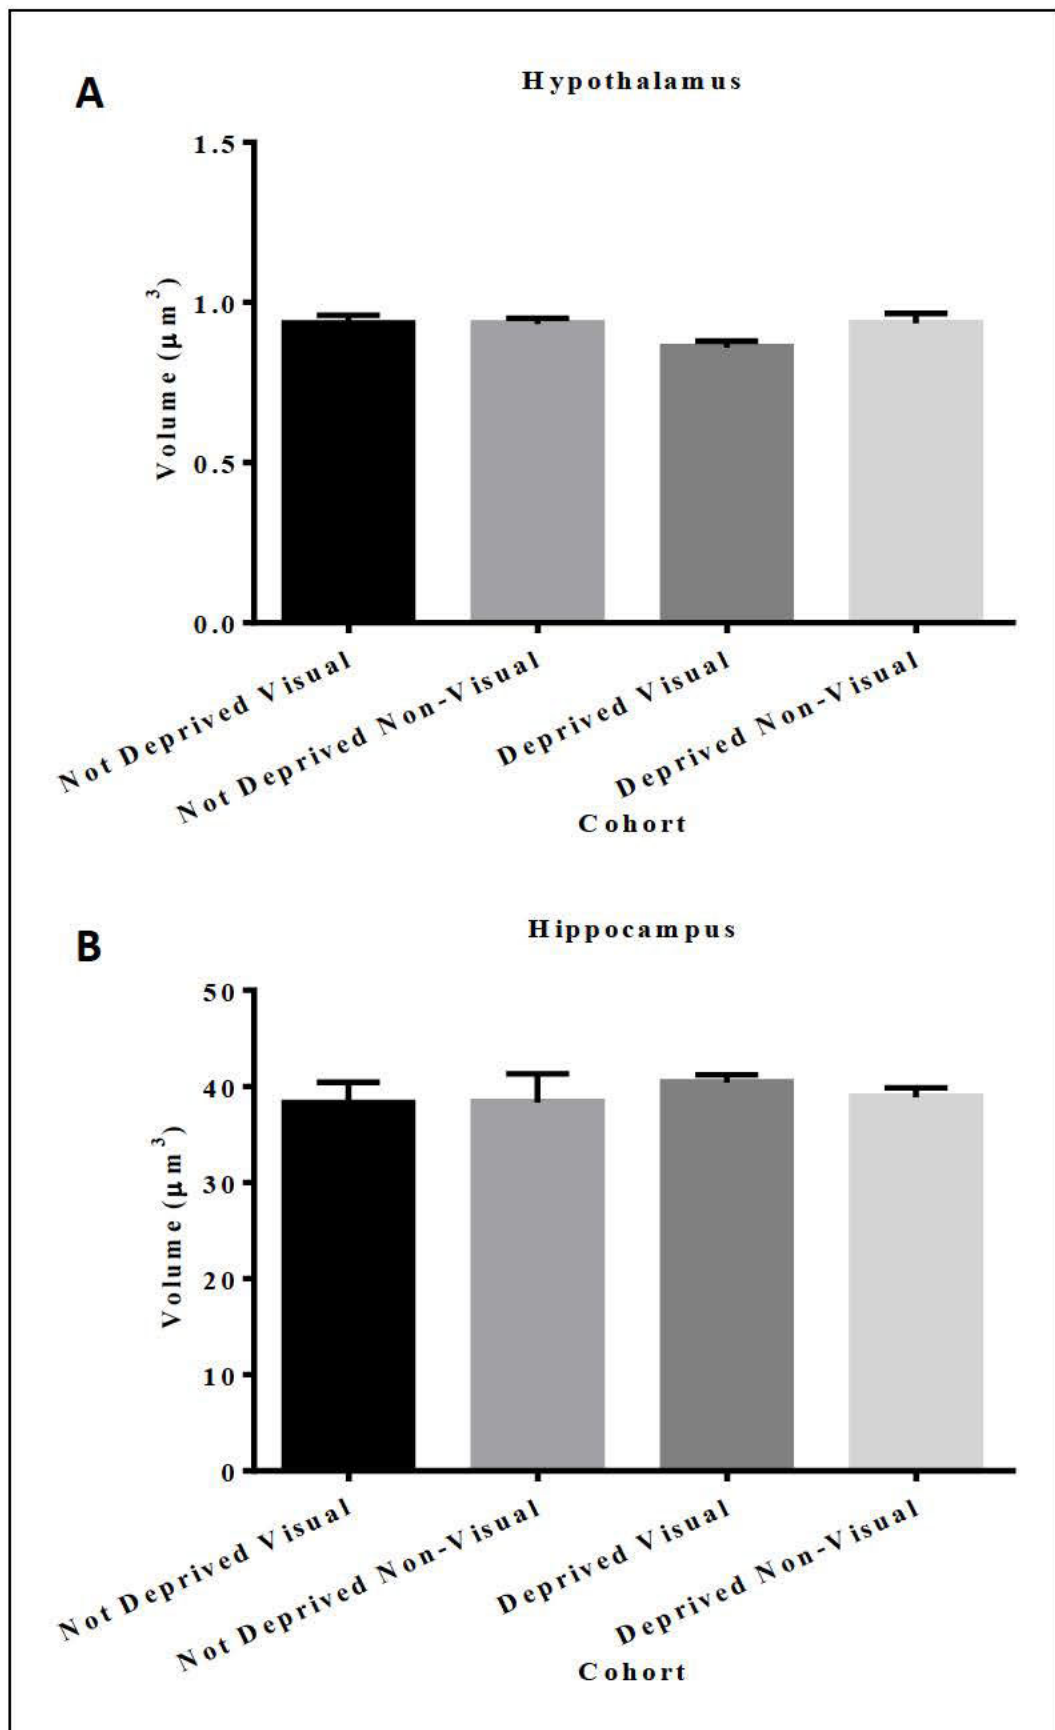 A
Hypothalamus
1.5
1.0
0.5
0.0
Volume (µm³)
Not Deprived Visual
Not Deprived Non-Visual
Deprived Visual
Deprived Non-Visual
Cohort
B
Hippocampus
50
40
30
20
10
0
Volume (µm³)
Not Deprived Visual
Not Deprived Non-Visual
Deprived Visual
Deprived Non-Visual
Cohort